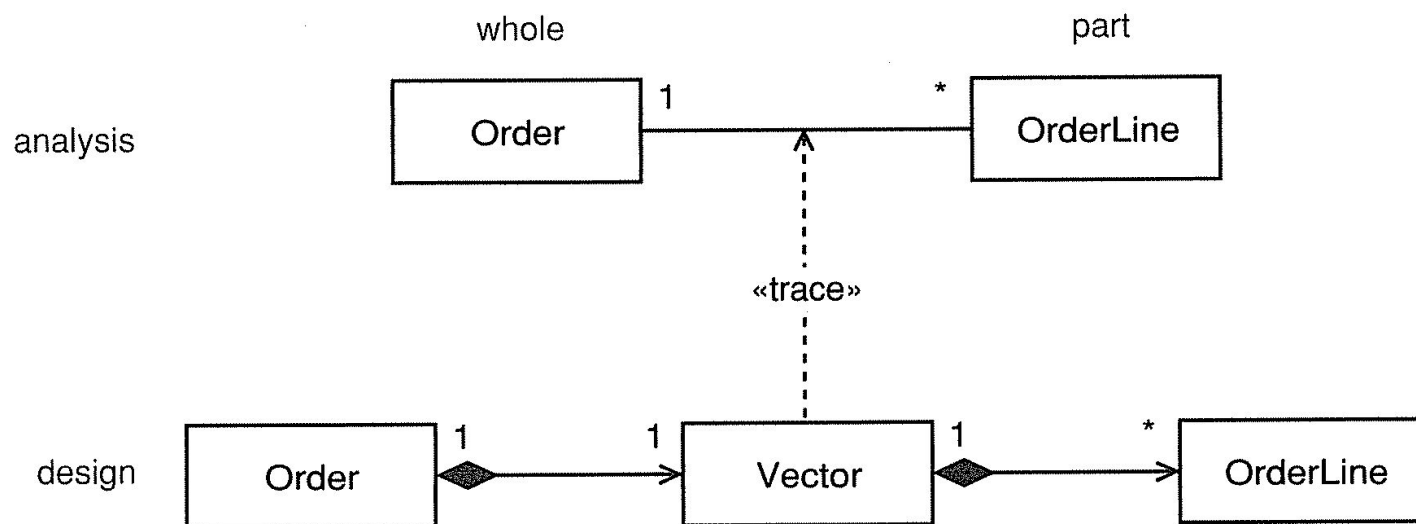 whole part
analysis Order 1 * OrderLine
«trace»
design Order 1 1 Vector 1 * OrderLine